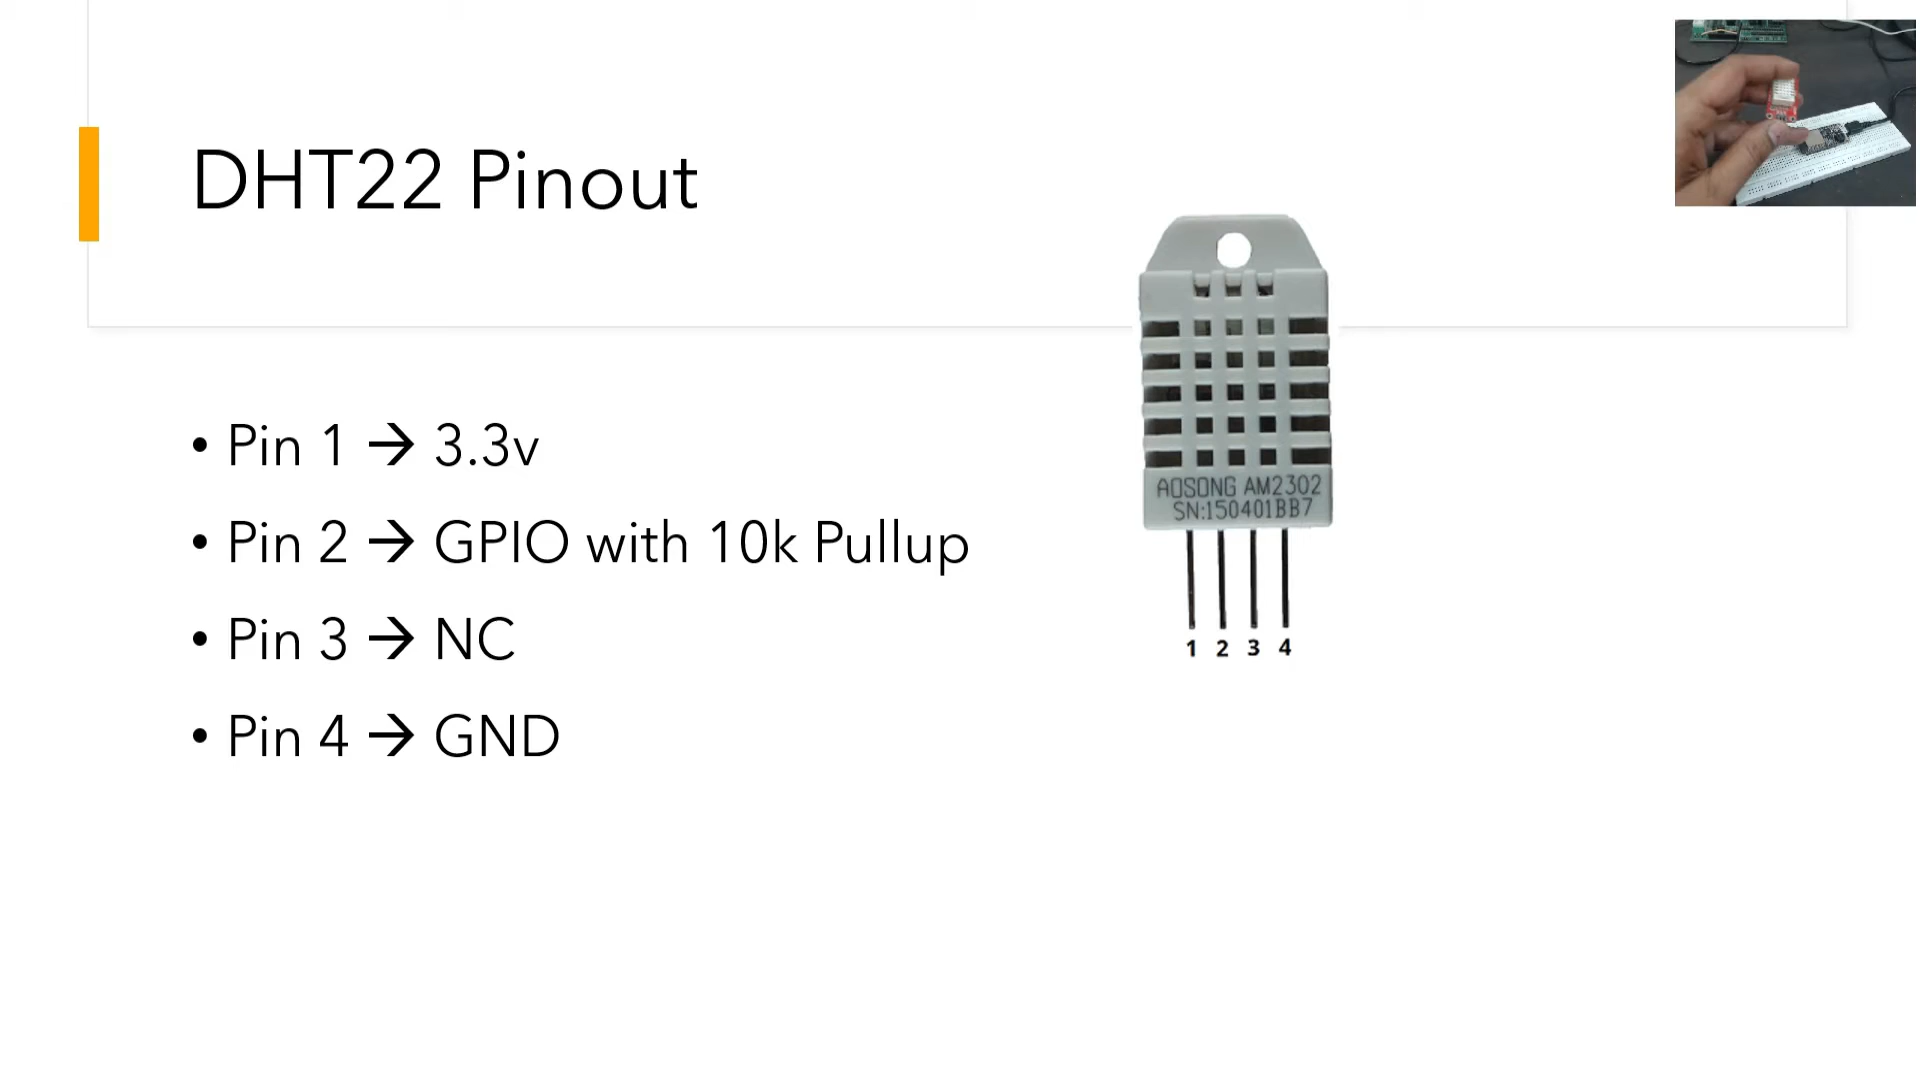 DHT22 Pinout
• Pin 1 → 3.3v
• Pin 2 → GPIO with 10k Pullup
• Pin 3 → NC
• Pin 4 → GND
AOSONG AM2302
SN:150401BB7
1 2 3 4